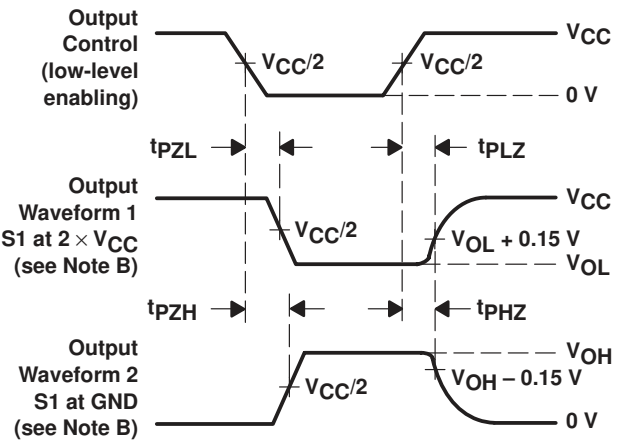 Output
Control
(low-level
enabling)
VCC/2
VCC/2
VCC
0 V
tPZL
tPLZ
Output
Waveform 1
S1 at 2 × VCC
(see Note B)
VCC/2
VCC
VOL + 0.15 V
VOL
tPZH
tPHZ
Output
Waveform 2
S1 at GND
(see Note B)
VCC/2
VOH
VOH – 0.15 V
0 V